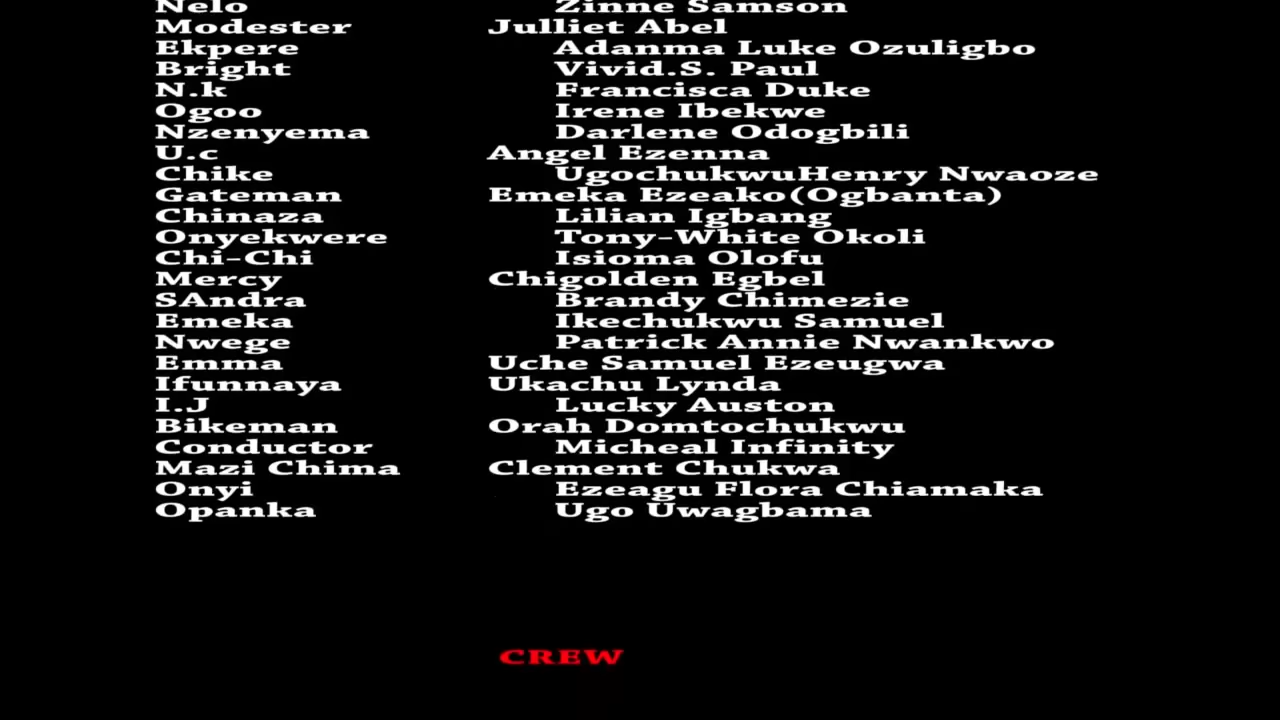 Nelo Zinne Samson
Modester Julliet Abel
Ekpere Adanma Luke Ozuligbo
Bright Vivid.S. Paul
N.k Francisca Duke
Ogoo Irene Ibekwe
Nzenyema Darlene Odogbili
U.c Angel Ezenna
Chike UgochukwuHenry Nwaoze
Gateman Emeka Ezeako(Ogbanta)
Chinaza Lilian Igbang
Onyekwere Tony-White Okoli
Chi-Chi Isioma Olofu
Mercy Chigolden Egbel
SAndra Brandy Chimezie
Emeka Ikechukwu Samuel
Nwege Patrick Annie Nwankwo
Emma Uche Samuel Ezeugwa
Ifunnaya Ukachu Lynda
I.J Lucky Auston
Bikeman Orah Domtochukwu
Conductor Micheal Infinity
Mazi Chima Clement Chukwa
Onyi Ezeagu Flora Chiamaka
Opanka Ugo Uwagbama
CREW